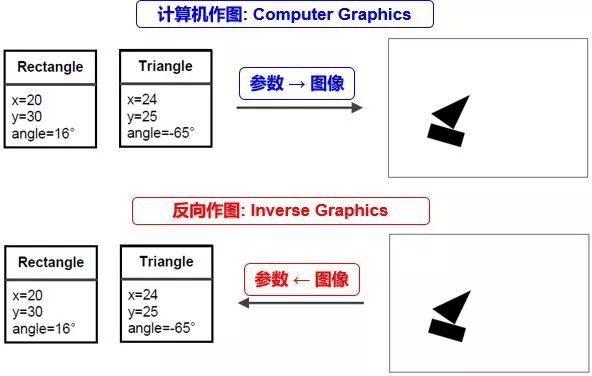 计算机作图: Computer Graphics
Rectangle
x=20
y=30
angle=16°
Triangle
x=24
y=25
angle=-65°
参数 → 图像
反向作图: Inverse Graphics
Rectangle
x=20
y=30
angle=16°
Triangle
x=24
y=25
angle=-65°
参数 ← 图像